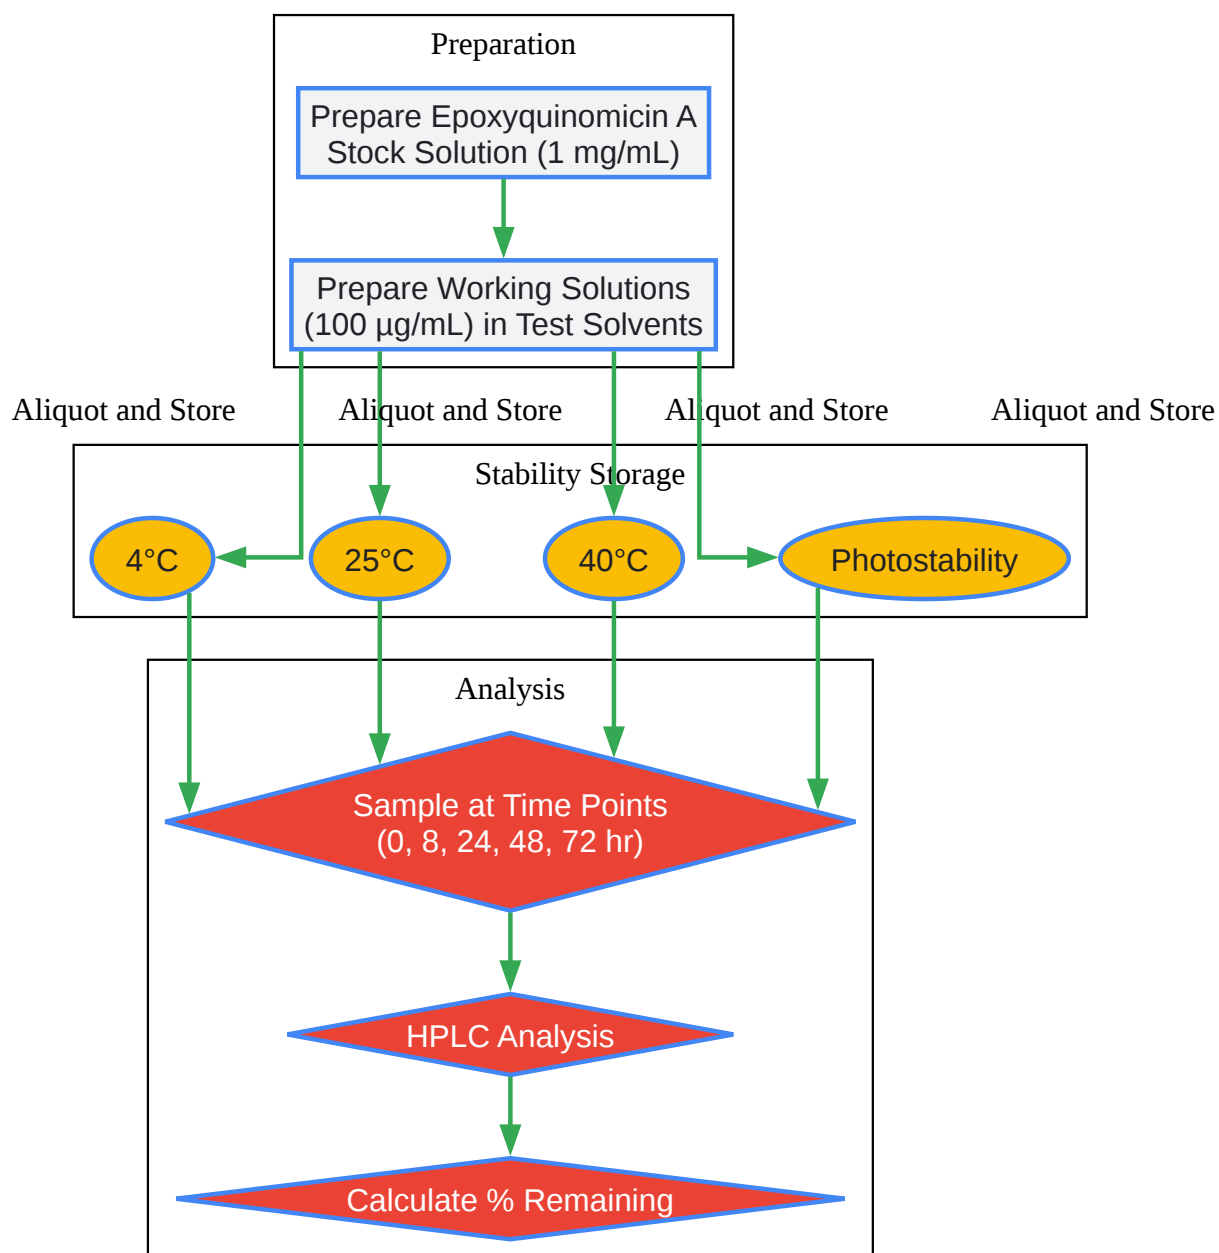 Preparation
Prepare Epoxyquinomicin A
Stock Solution (1 mg/mL)
Prepare Working Solutions
(100 µg/mL) in Test Solvents
Aliquot and Store
Aliquot and Store
Aliquot and Store
Aliquot and Store
Stability Storage
4°C
25°C
40°C
Photostability
Analysis
Sample at Time Points
(0, 8, 24, 48, 72 hr)
HPLC Analysis
Calculate % Remaining